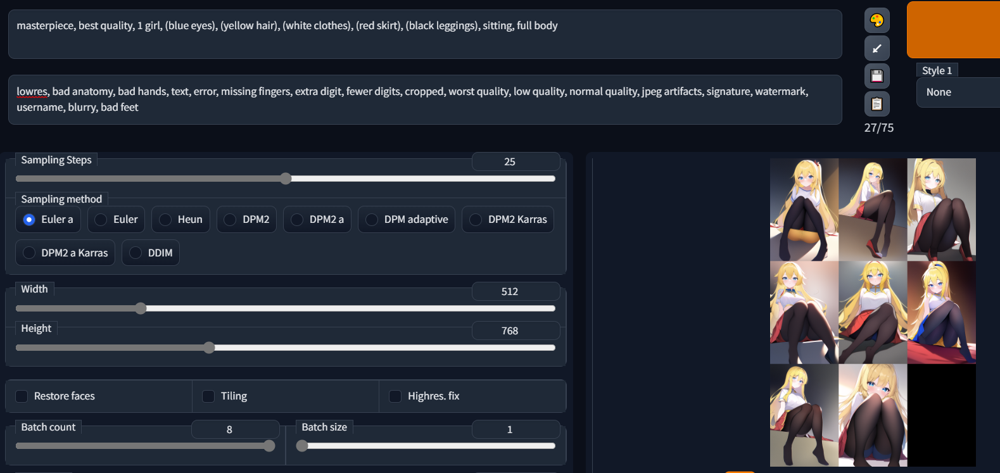 masterpiece, best quality, 1 girl, (blue eyes), (yellow hair), (white clothes), (red skirt), (black leggings), sitting, full body
lowres, bad anatomy, bad hands, text, error, missing fingers, extra digit, fewer digits, cropped, worst quality, low quality, normal quality, jpeg artifacts, signature, watermark,
username, blurry, bad feet
27/75
Style 1
None
Sampling Steps
25
Sampling method
Euler a
Euler
Heun
DPM2
DPM2 a
DPM adaptive
DPM2 Karras
DPM2 a Karras
DDIM
Width
512
Height
768
Restore faces
Tiling
Highres. fix
Batch count
8
Batch size
1